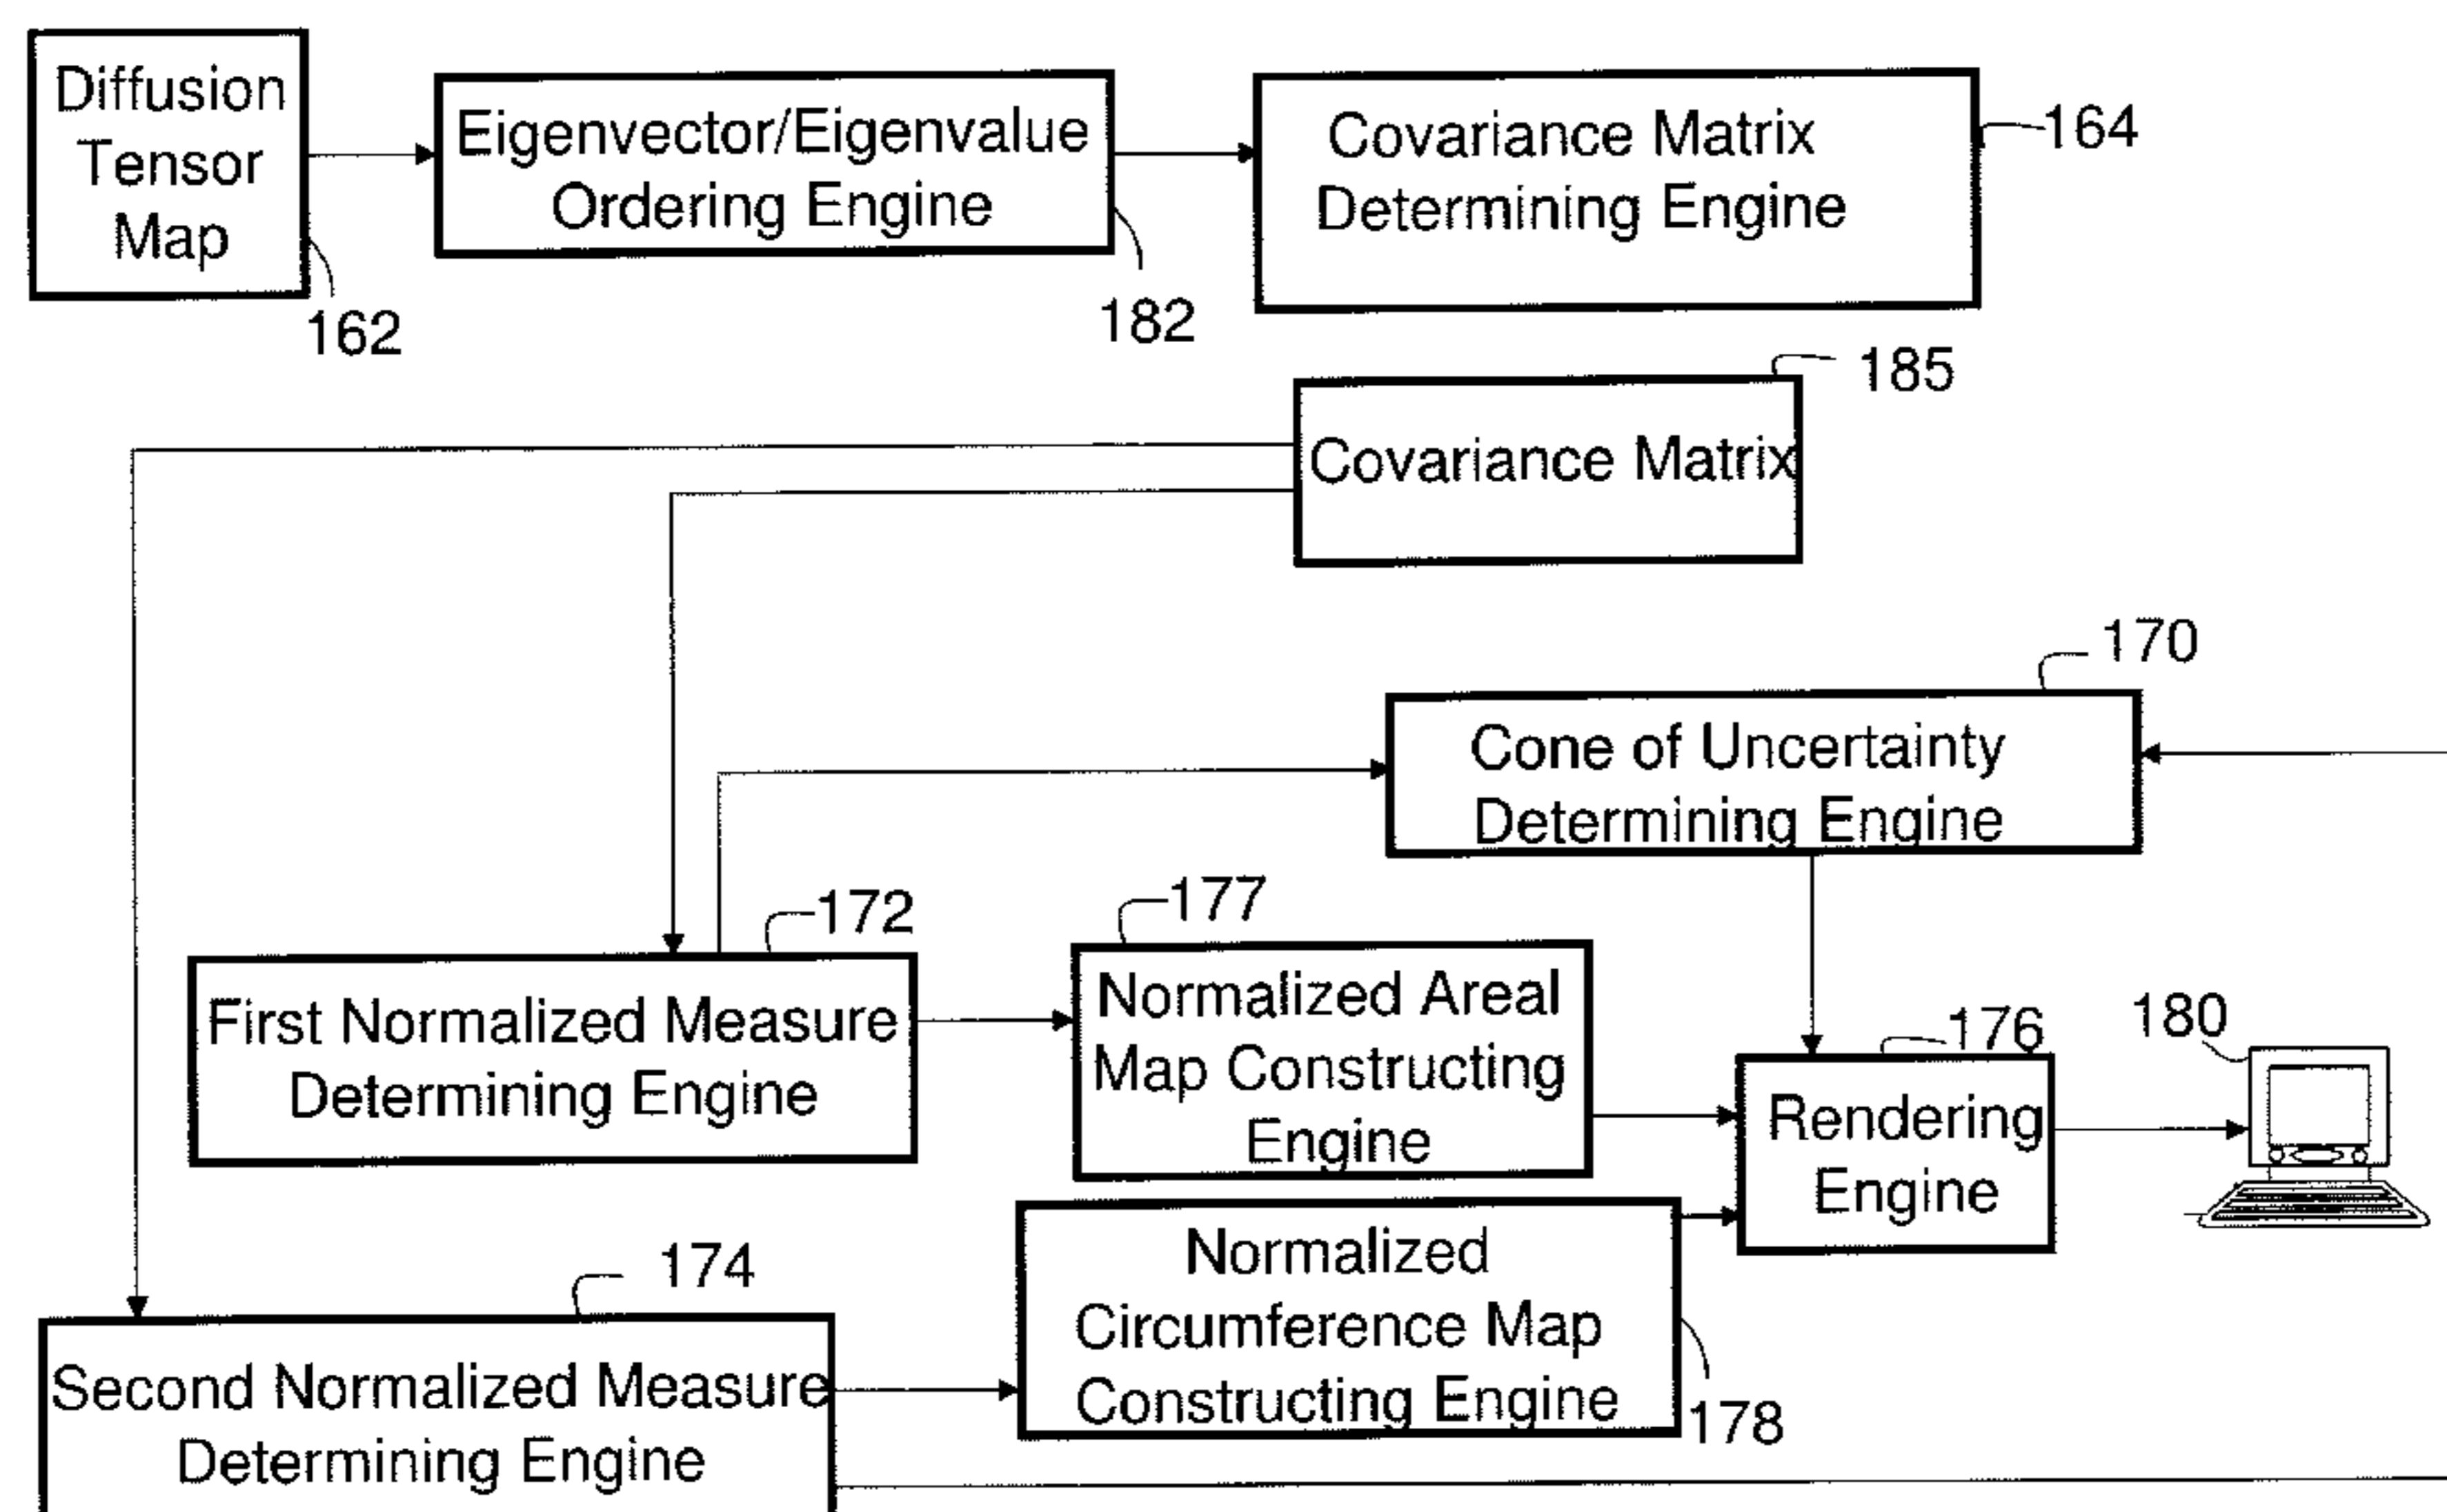 Diffusion
Tensor
Map
162
Eigenvector/Eigenvalue
Ordering Engine
182
Covariance Matrix
Determining Engine
164
185
Covariance Matrix
170
Cone of Uncertainty
Determining Engine
172
First Normalized Measure
Determining Engine
177
Normalized Areal
Map Constructing
Engine
176
Rendering
Engine
180
174
Second Normalized Measure
Determining Engine
Normalized
Circumference Map
Constructing Engine
178